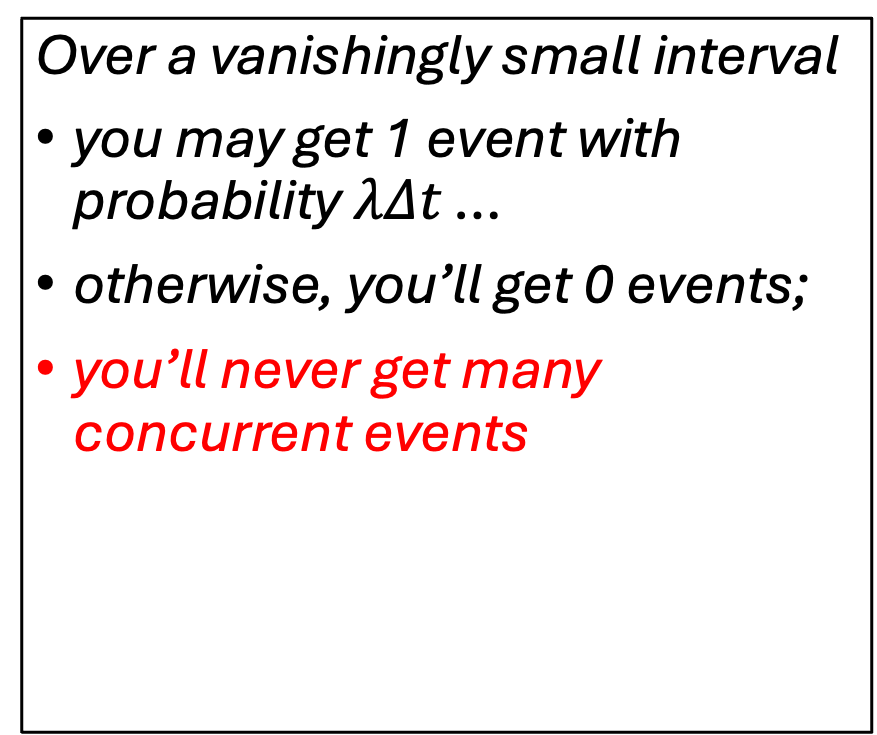 Over a vanishingly small interval
• you may get 1 event with
probability λΔt ...
• otherwise, you’ll get 0 events;
• you’ll never get many
concurrent events